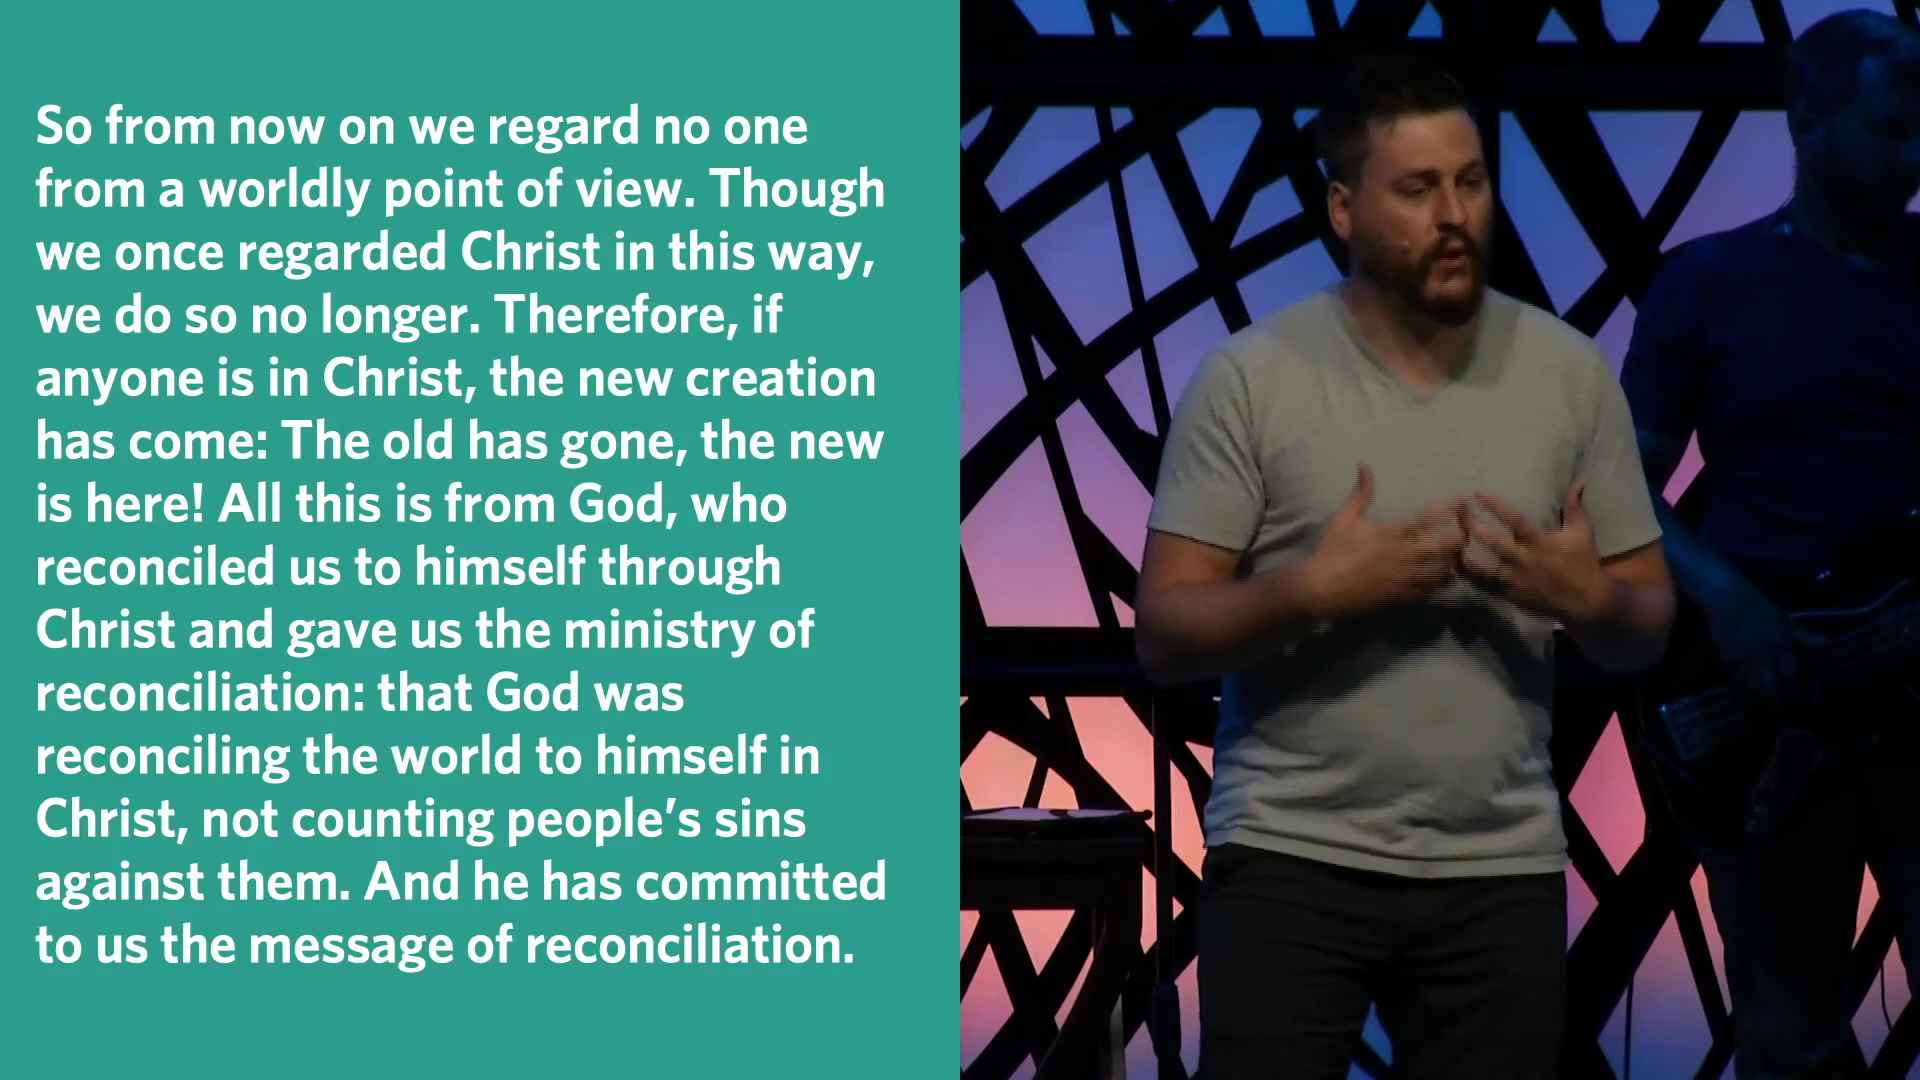 So from now on we regard no one
from a worldly point of view. Though
we once regarded Christ in this way,
we do so no longer. Therefore, if
anyone is in Christ, the new creation
has come: The old has gone, the new
is here! All this is from God, who
reconciled us to himself through
Christ and gave us the ministry of
reconciliation: that God was
reconciling the world to himself in
Christ, not counting people’s sins
against them. And he has committed
to us the message of reconciliation.